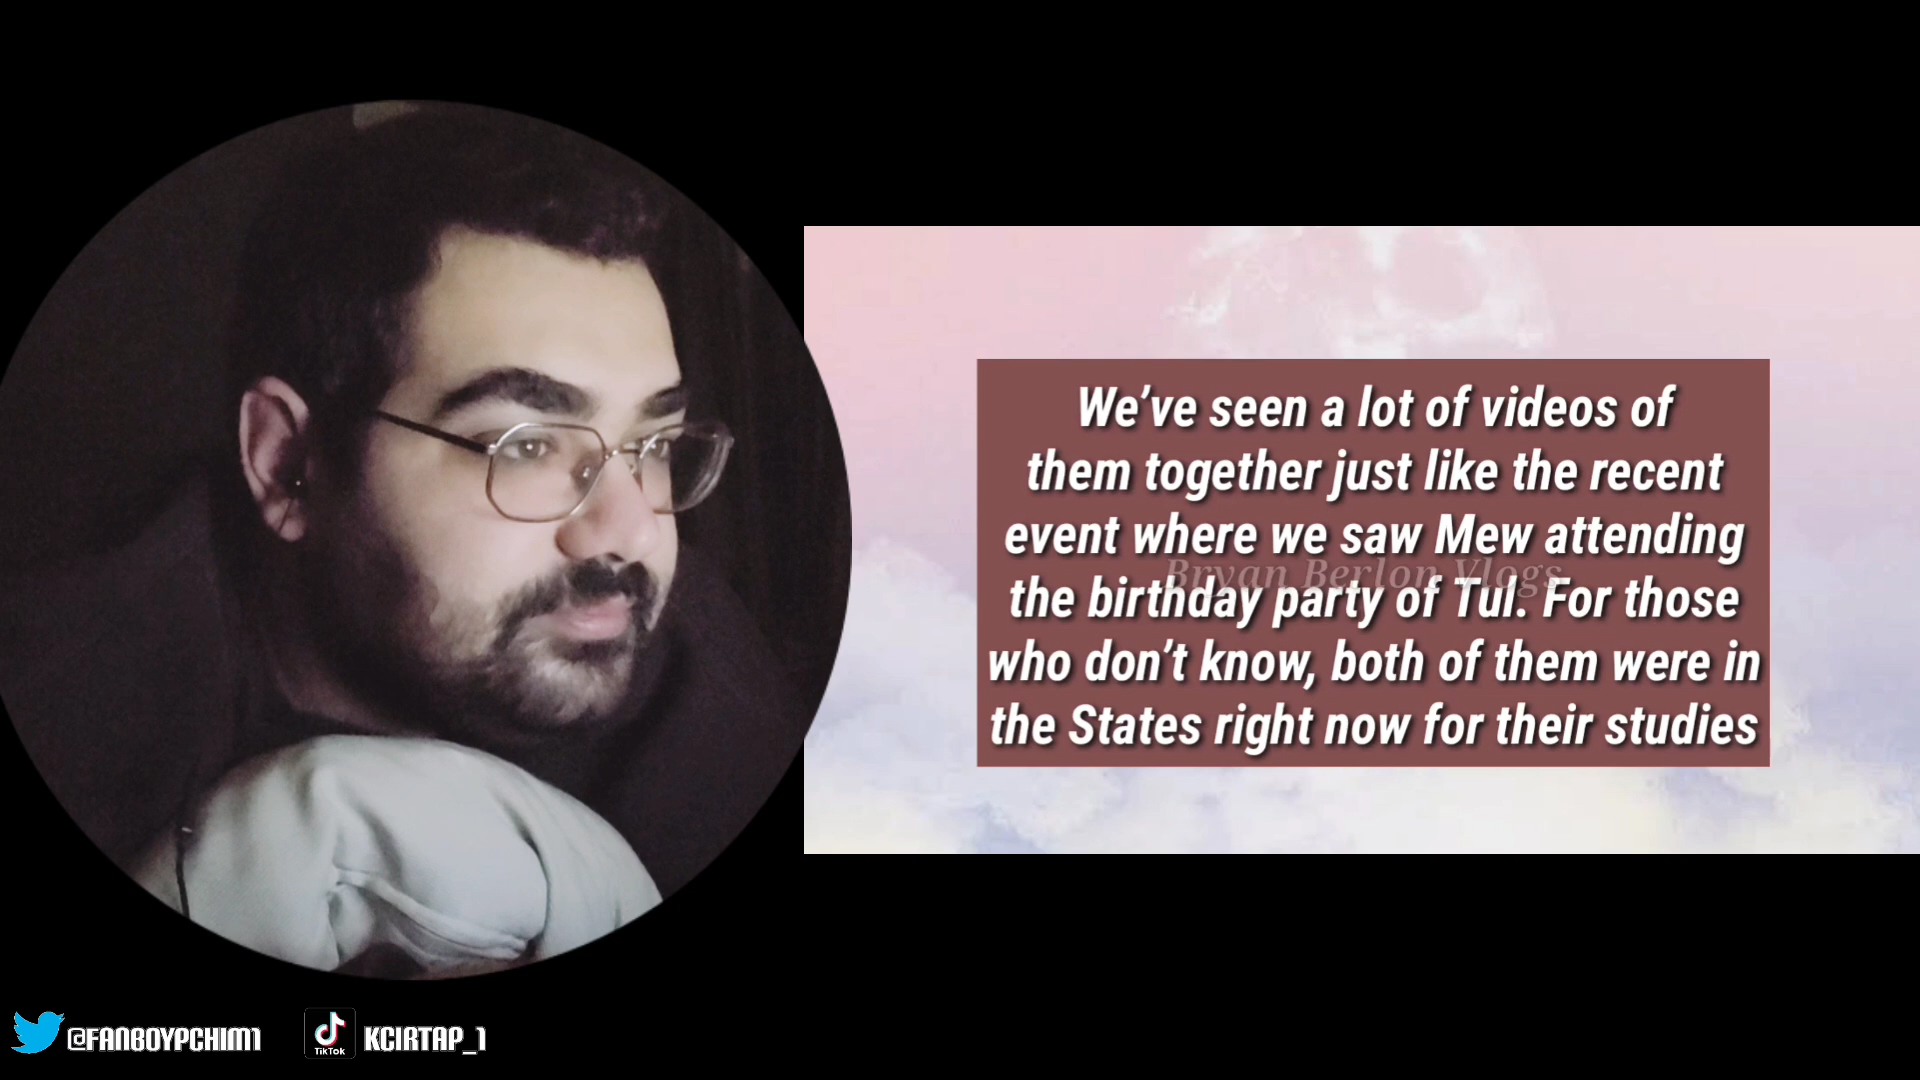 We've seen a lot of videos of
them together just like the recent
event where we saw Mew attending
the birthday party of Tul. For those
who don't know, both of them were in
the States right now for their studies
Bryan Berlon Vlogs
@FANBOYPCHIM1
TikTok
KCIRTAP_1